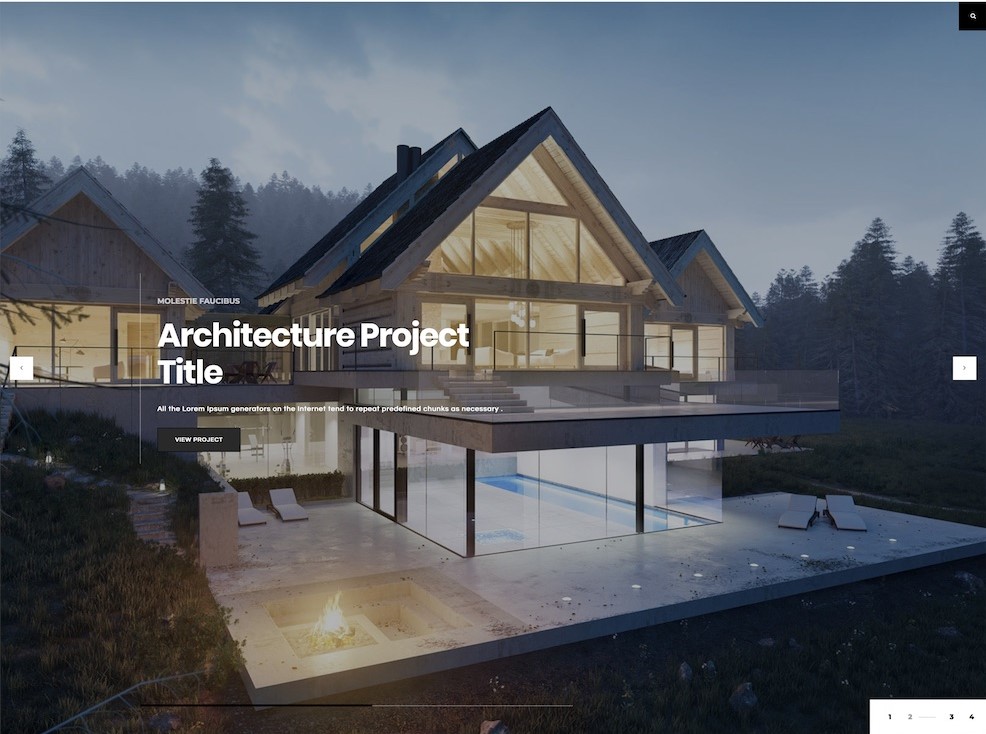 MOLESTIE FAUCIBUS
Architecture Project
Title
All the Lorem Ipsum generators on the Internet tend to repeat predefined chunks as necessary .
VIEW PROJECT
1 2 3 4